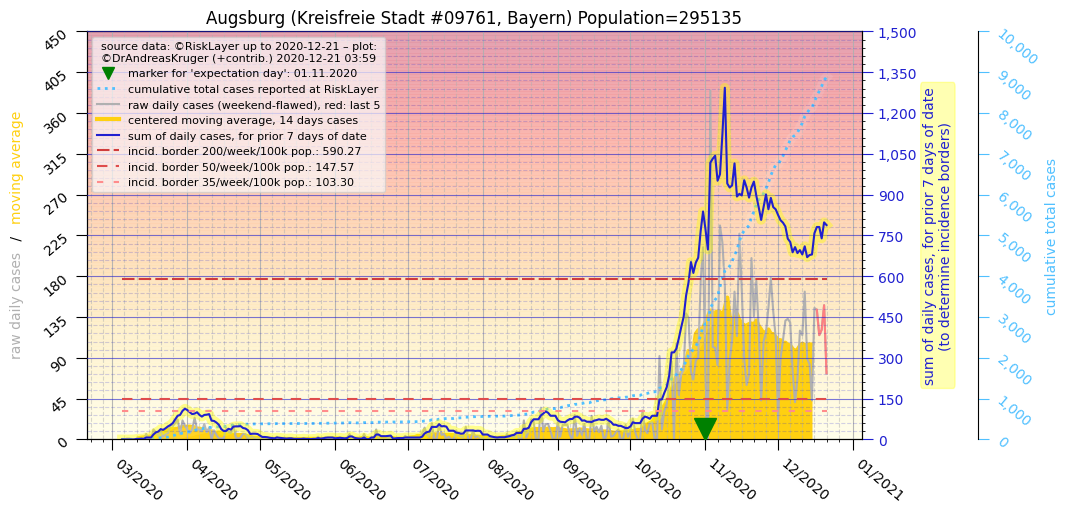 Augsburg (Kreisfreie Stadt #09761, Bayern) Population=295135
source data: ©RiskLayer up to 2020-12-21 – plot:
©DrAndreasKruger (+contrib.) 2020-12-21 03:59
marker for 'expectation day': 01.11.2020
cumulative total cases reported at RiskLayer
raw daily cases (weekend-flawed), red: last 5
centered moving average, 14 days cases
sum of daily cases, for prior 7 days of date
incid. border 200/week/100k pop.: 590.27
incid. border 50/week/100k pop.: 147.57
incid. border 35/week/100k pop.: 103.30
raw daily cases / moving average
450
405
360
315
270
225
180
135
90
45
0
03/2020
04/2020
05/2020
06/2020
07/2020
08/2020
09/2020
10/2020
11/2020
12/2020
01/2021
1,500
1,350
1,200
1,050
900
750
600
450
300
150
0
sum of daily cases, for prior 7 days of date
(to determine incidence borders)
10,000
9,000
8,000
7,000
6,000
5,000
4,000
3,000
2,000
1,000
0
cumulative total cases